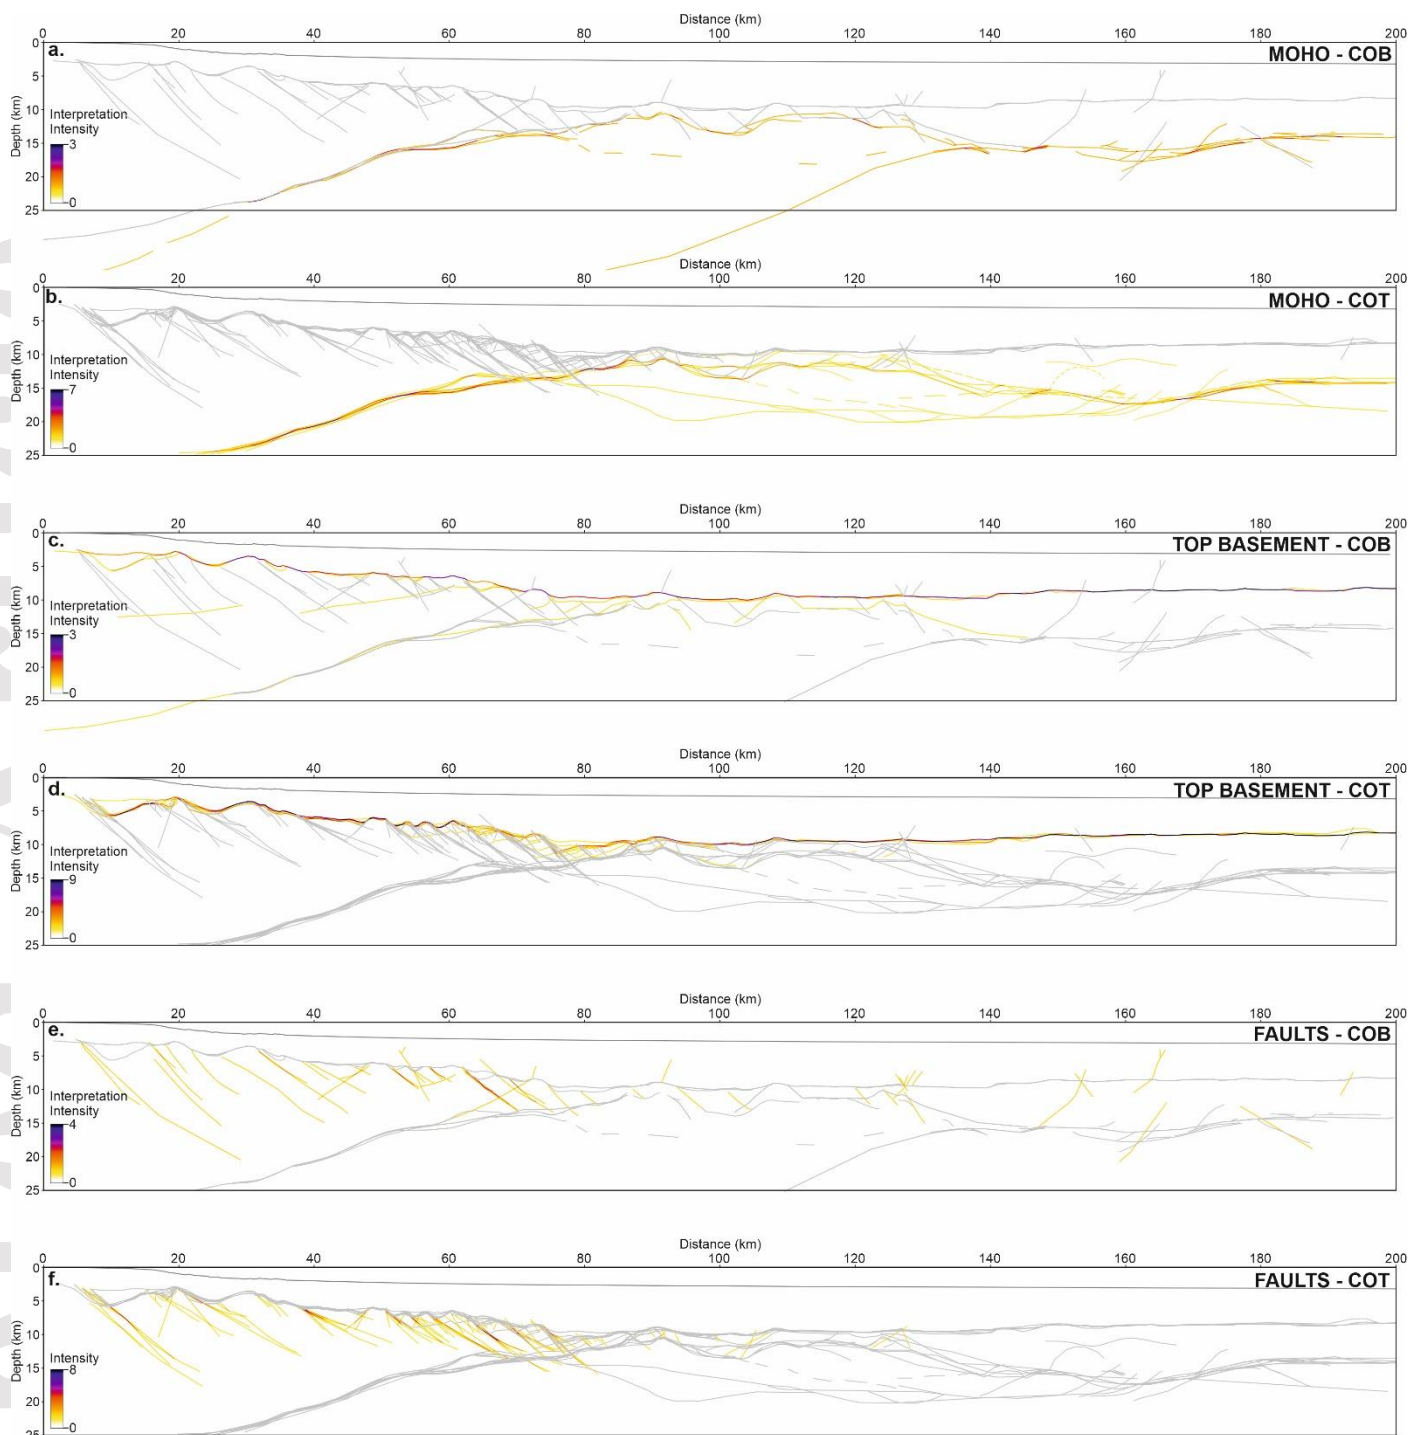 Distance (km)
0 20 40 60 80 100 120 140 160 180 200
a.
MOHO - COB
Depth (km)
0
5
10
15
20
25
Interpretation
Intensity
3
0
Distance (km)
0 20 40 60 80 100 120 140 160 180 200
b.
MOHO - COT
Depth (km)
0
5
10
15
20
25
Interpretation
Intensity
7
0
Distance (km)
0 20 40 60 80 100 120 140 160 180 200
c.
TOP BASEMENT - COB
Depth (km)
0
5
10
15
20
25
Interpretation
Intensity
3
0
Distance (km)
0 20 40 60 80 100 120 140 160 180 200
d.
TOP BASEMENT - COT
Depth (km)
0
5
10
15
20
25
Interpretation
Intensity
9
0
Distance (km)
0 20 40 60 80 100 120 140 160 180 200
e.
FAULTS - COB
Depth (km)
0
5
10
15
20
25
Interpretation
Intensity
4
0
Distance (km)
0 20 40 60 80 100 120 140 160 180 200
f.
FAULTS - COT
Depth (km)
0
5
10
15
20
25
Intensity
8
0